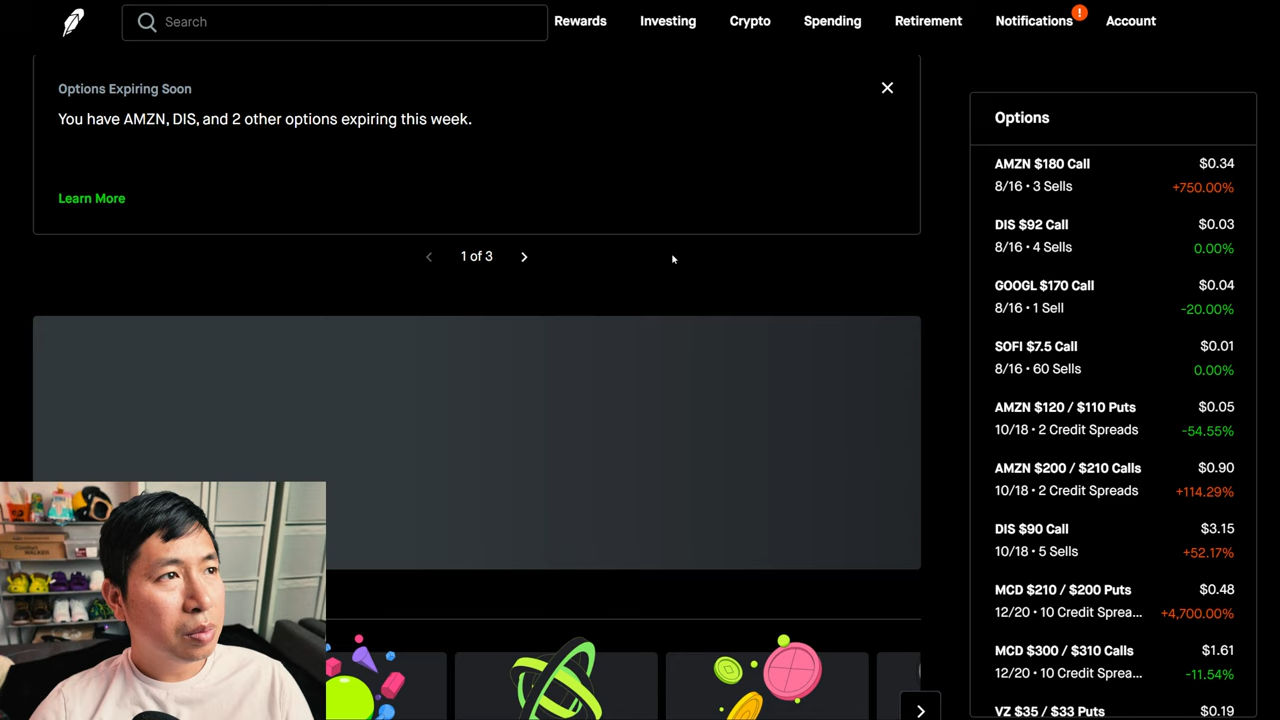 Search
Rewards
Investing
Crypto
Spending
Retirement
Notifications
!
Account
Options Expiring Soon
You have AMZN, DIS, and 2 other options expiring this week.
Learn More
1 of 3
Options
AMZN $180 Call $0.34
8/16 • 3 Sells +750.00%
DIS $92 Call $0.03
8/16 • 4 Sells 0.00%
GOOGL $170 Call $0.04
8/16 • 1 Sell -20.00%
SOFI $7.5 Call $0.01
8/16 • 60 Sells 0.00%
AMZN $120 / $110 Puts $0.05
10/18 • 2 Credit Spreads -54.55%
AMZN $200 / $210 Calls $0.90
10/18 • 2 Credit Spreads +114.29%
DIS $90 Call $3.15
10/18 • 5 Sells +52.17%
MCD $210 / $200 Puts $0.48
12/20 • 10 Credit Sprea... +4,700.00%
MCD $300 / $310 Calls $1.61
12/20 • 10 Credit Sprea... -11.54%
VZ $35 / $33 Puts $0.19